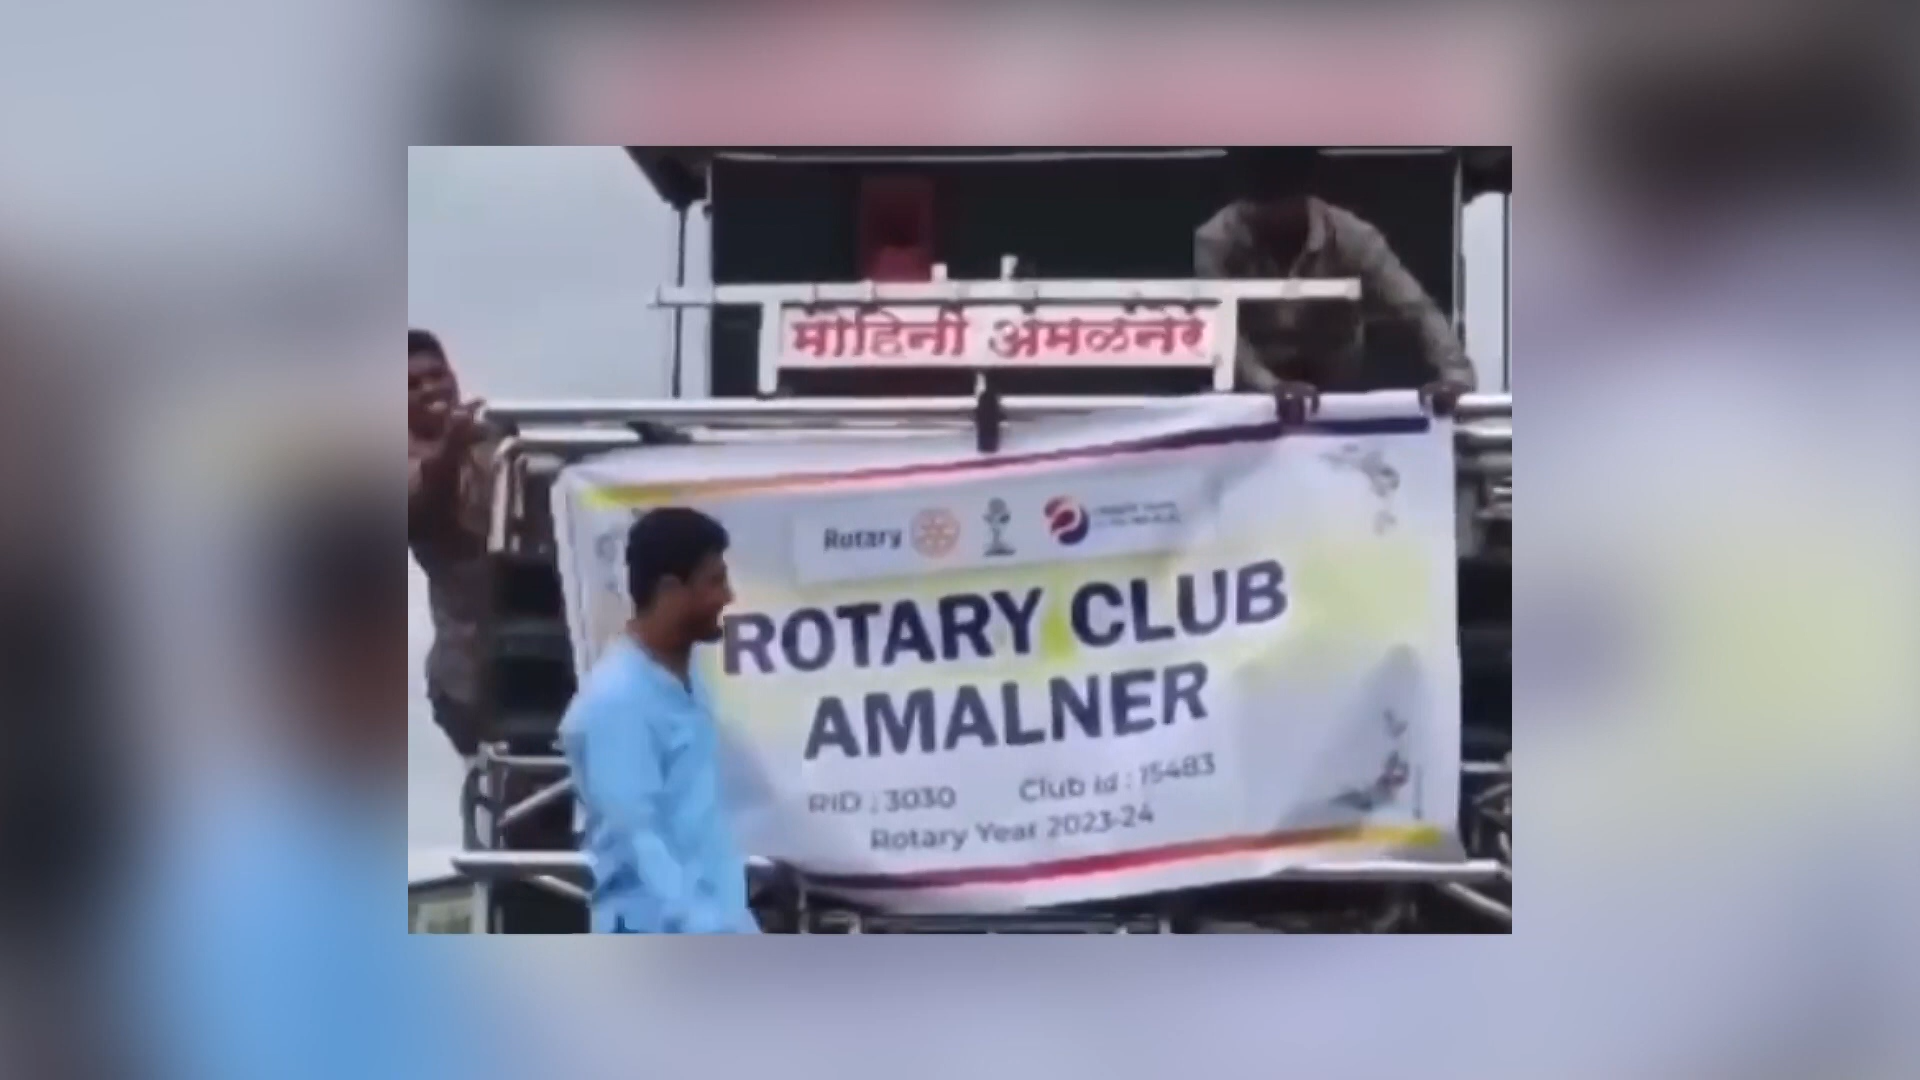 मोहिनी अमळनेर
Rotary
ROTARY CLUB
AMALNER
RID : 3030 Club Id : 15483
Rotary Year 2023-24